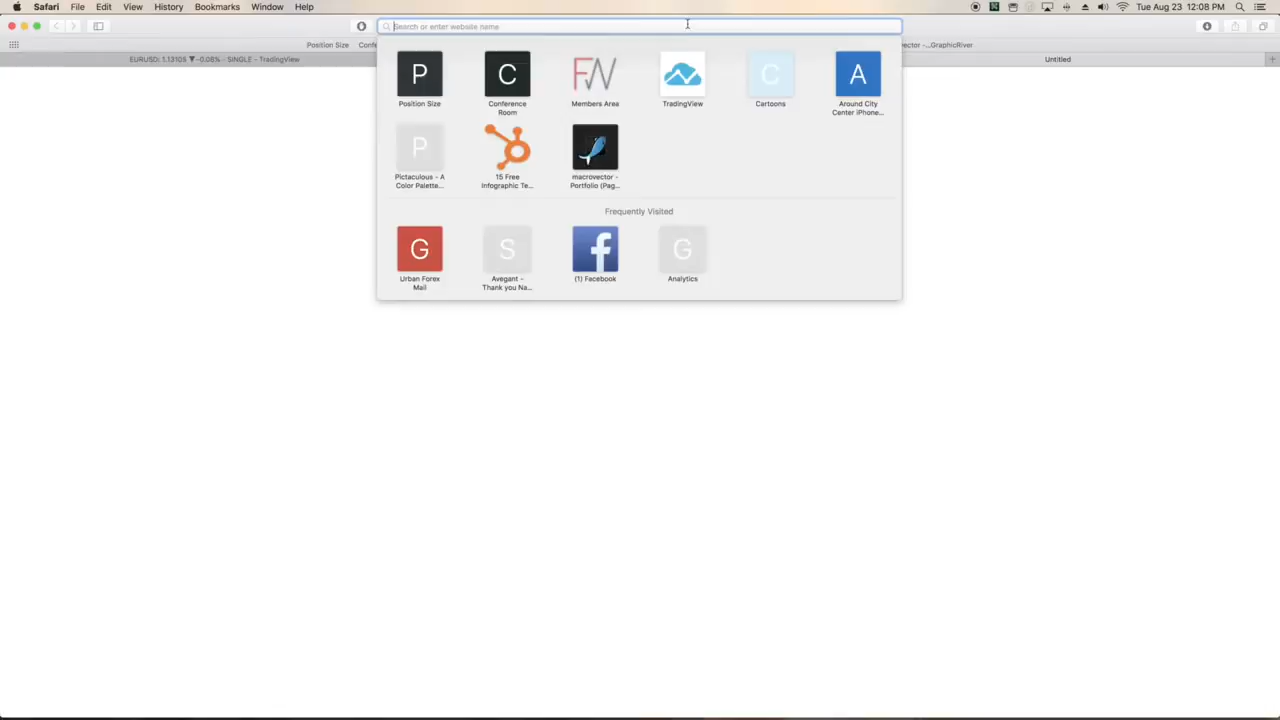 Safari File Edit View History Bookmarks Window Help Tue Aug 23 12:08 PM
Search or enter website name
Position Size Confe vector -...GraphicRiver
EURUSD: 1.13105 ▼-0.08% - SINGLE - TradingView Untitled +
P C FW C A
Position Size Conference Room Members Area TradingView Cartoons Around City Center iPhone...
P
Pictaculous - A Color Palette... 15 Free Infographic Te... macrovector - Portfolio (Pag...
Frequently Visited
G S f G
Urban Forex Mail Avegant - Thank you Na... (1) Facebook Analytics